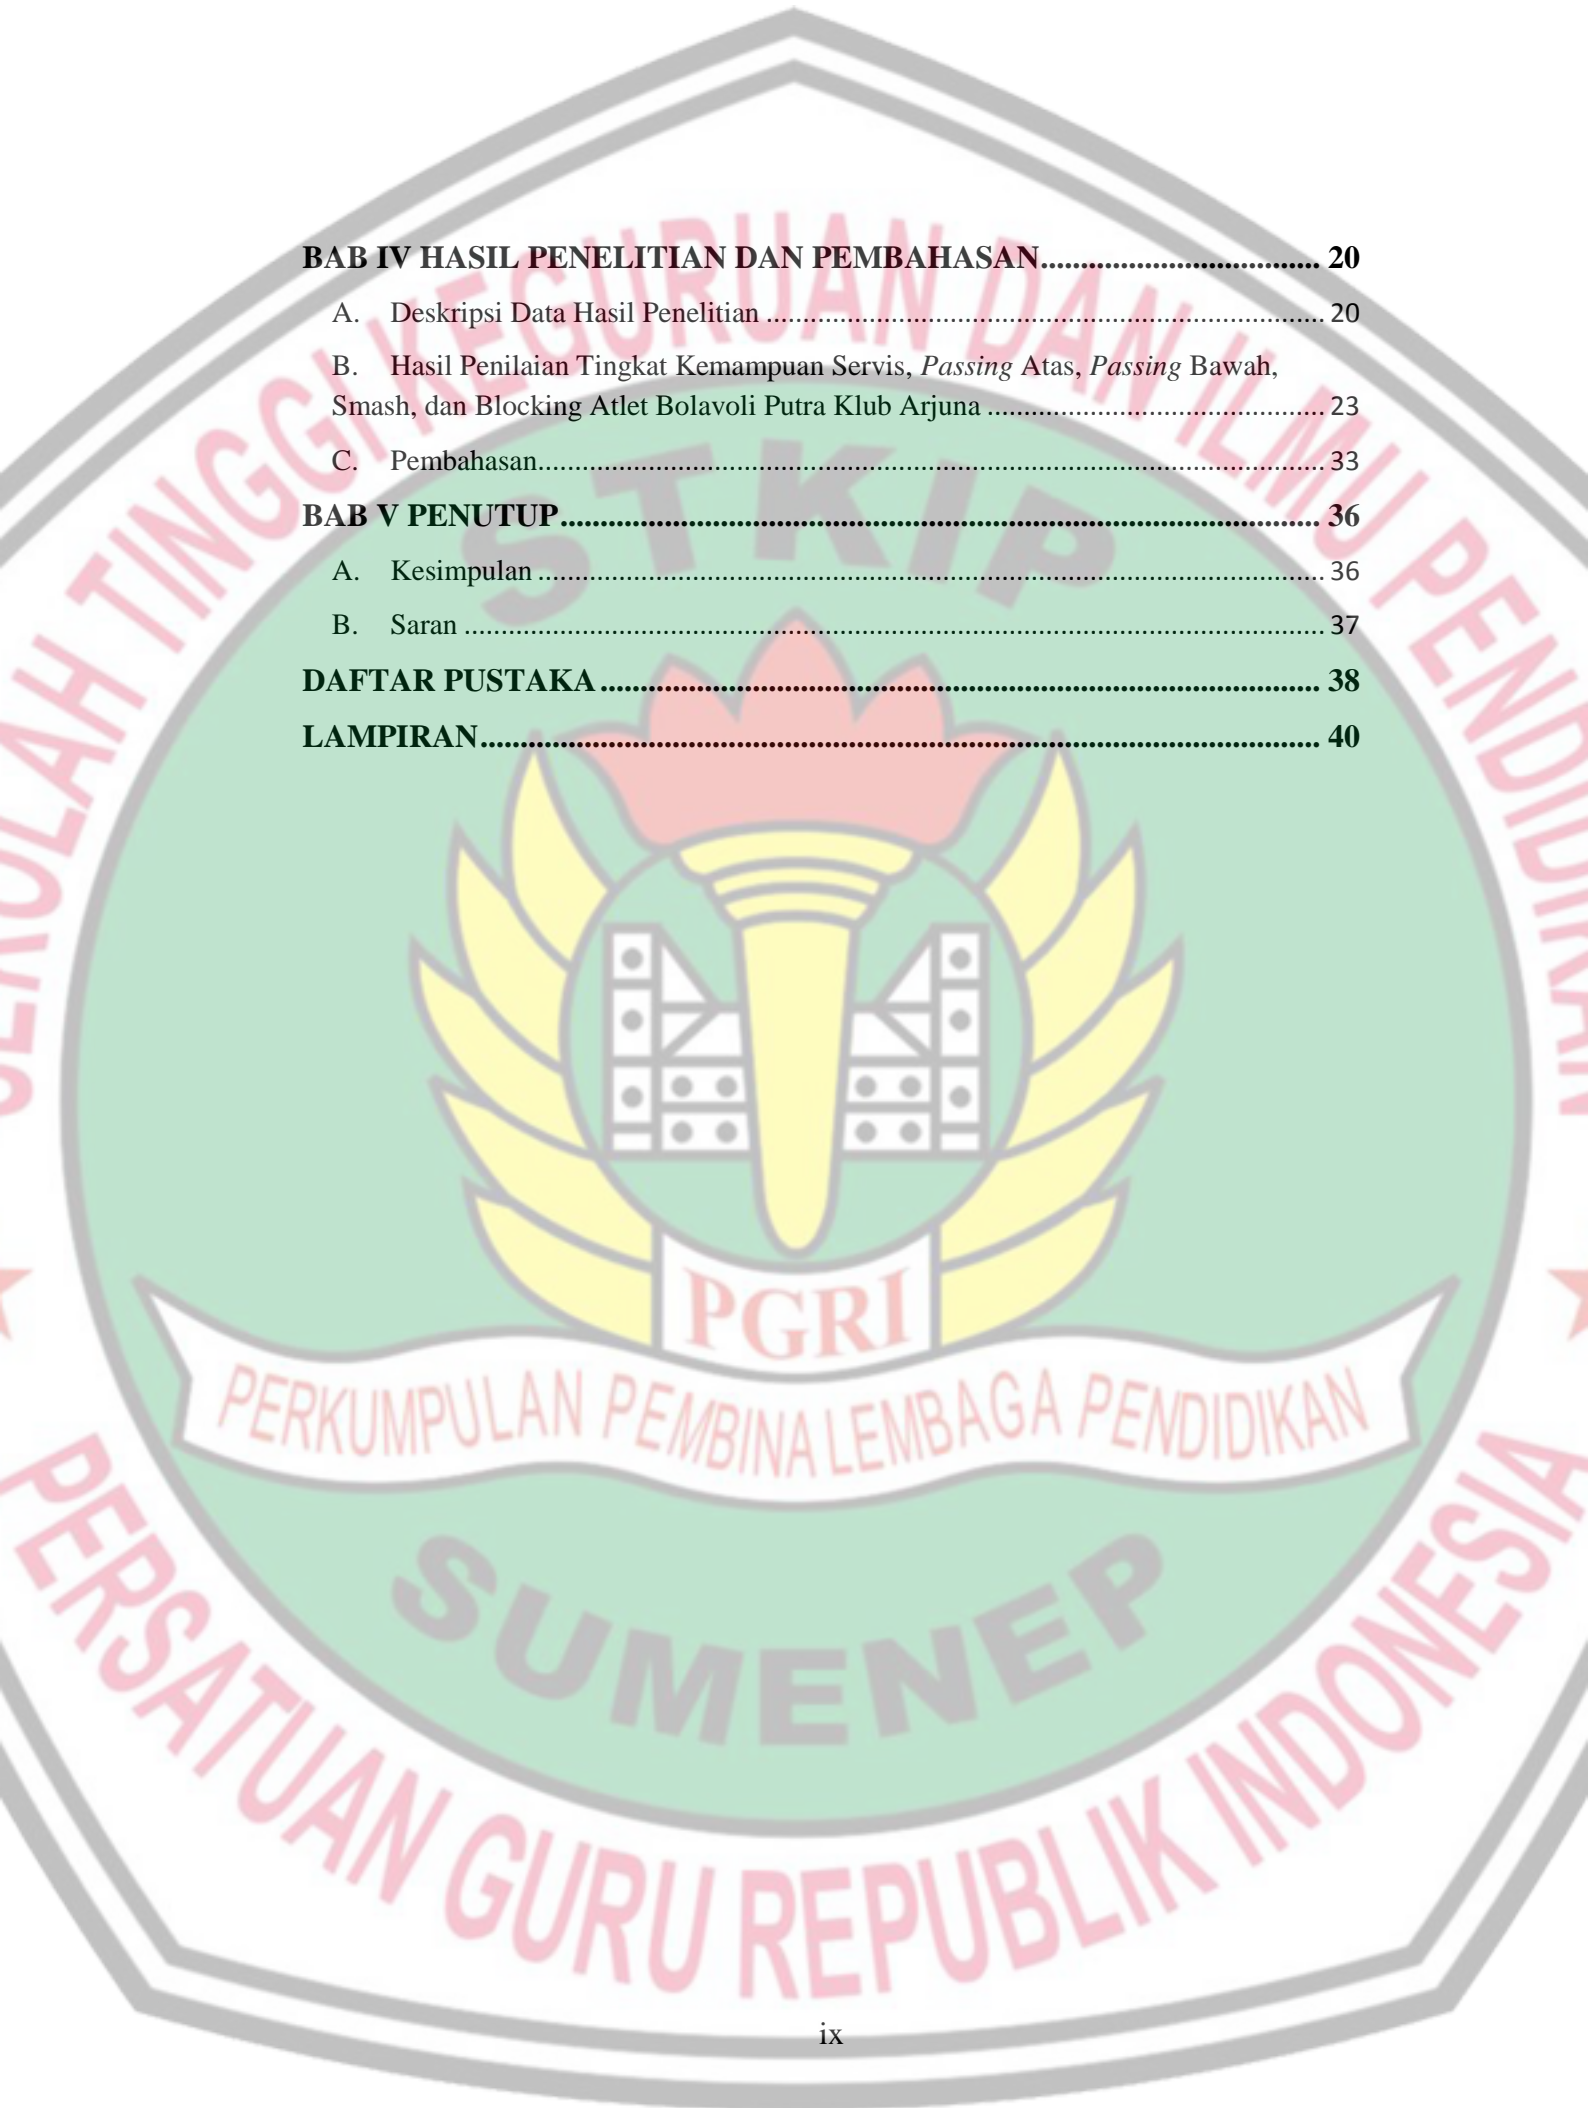 BAB IV HASIL PENELITIAN DAN PEMBAHASAN.................................. 20
A. Deskripsi Data Hasil Penelitian ........................................................................... 20
B. Hasil Penilaian Tingkat Kemampuan Servis, Passing Atas, Passing Bawah,
Smash, dan Blocking Atlet Bolavoli Putra Klub Arjuna ............................................. 23
C. Pembahasan.......................................................................................................... 33
BAB V PENUTUP............................................................................................. 36
A. Kesimpulan .......................................................................................................... 36
B. Saran .................................................................................................................... 37
DAFTAR PUSTAKA ........................................................................................ 38
LAMPIRAN....................................................................................................... 40
SEKOLAH TINGGI KEGURUAN DAN ILMU PENDIDIKAN
STKIP
PGRI
PERKUMPULAN PEMBINA LEMBAGA PENDIDIKAN
SUMENEP
PERSATUAN GURU REPUBLIK INDONESIA
ix